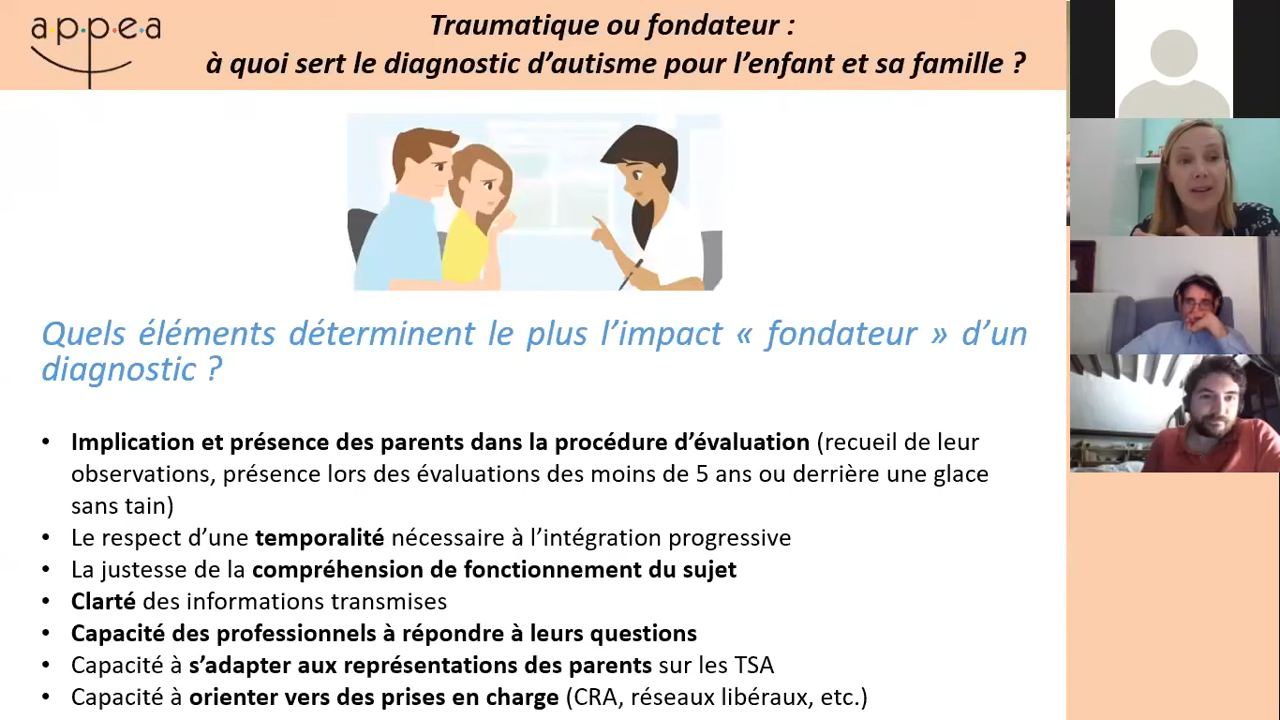 appea
Traumatique ou fondateur :
à quoi sert le diagnostic d’autisme pour l’enfant et sa famille ?
Quels éléments déterminent le plus l’impact « fondateur » d’un
diagnostic ?
• Implication et présence des parents dans la procédure d’évaluation (recueil de leur
observations, présence lors des évaluations des moins de 5 ans ou derrière une glace
sans tain)
• Le respect d’une temporalité nécessaire à l’intégration progressive
• La justesse de la compréhension de fonctionnement du sujet
• Clarté des informations transmises
• Capacité des professionnels à répondre à leurs questions
• Capacité à s’adapter aux représentations des parents sur les TSA
• Capacité à orienter vers des prises en charge (CRA, réseaux libéraux, etc.)